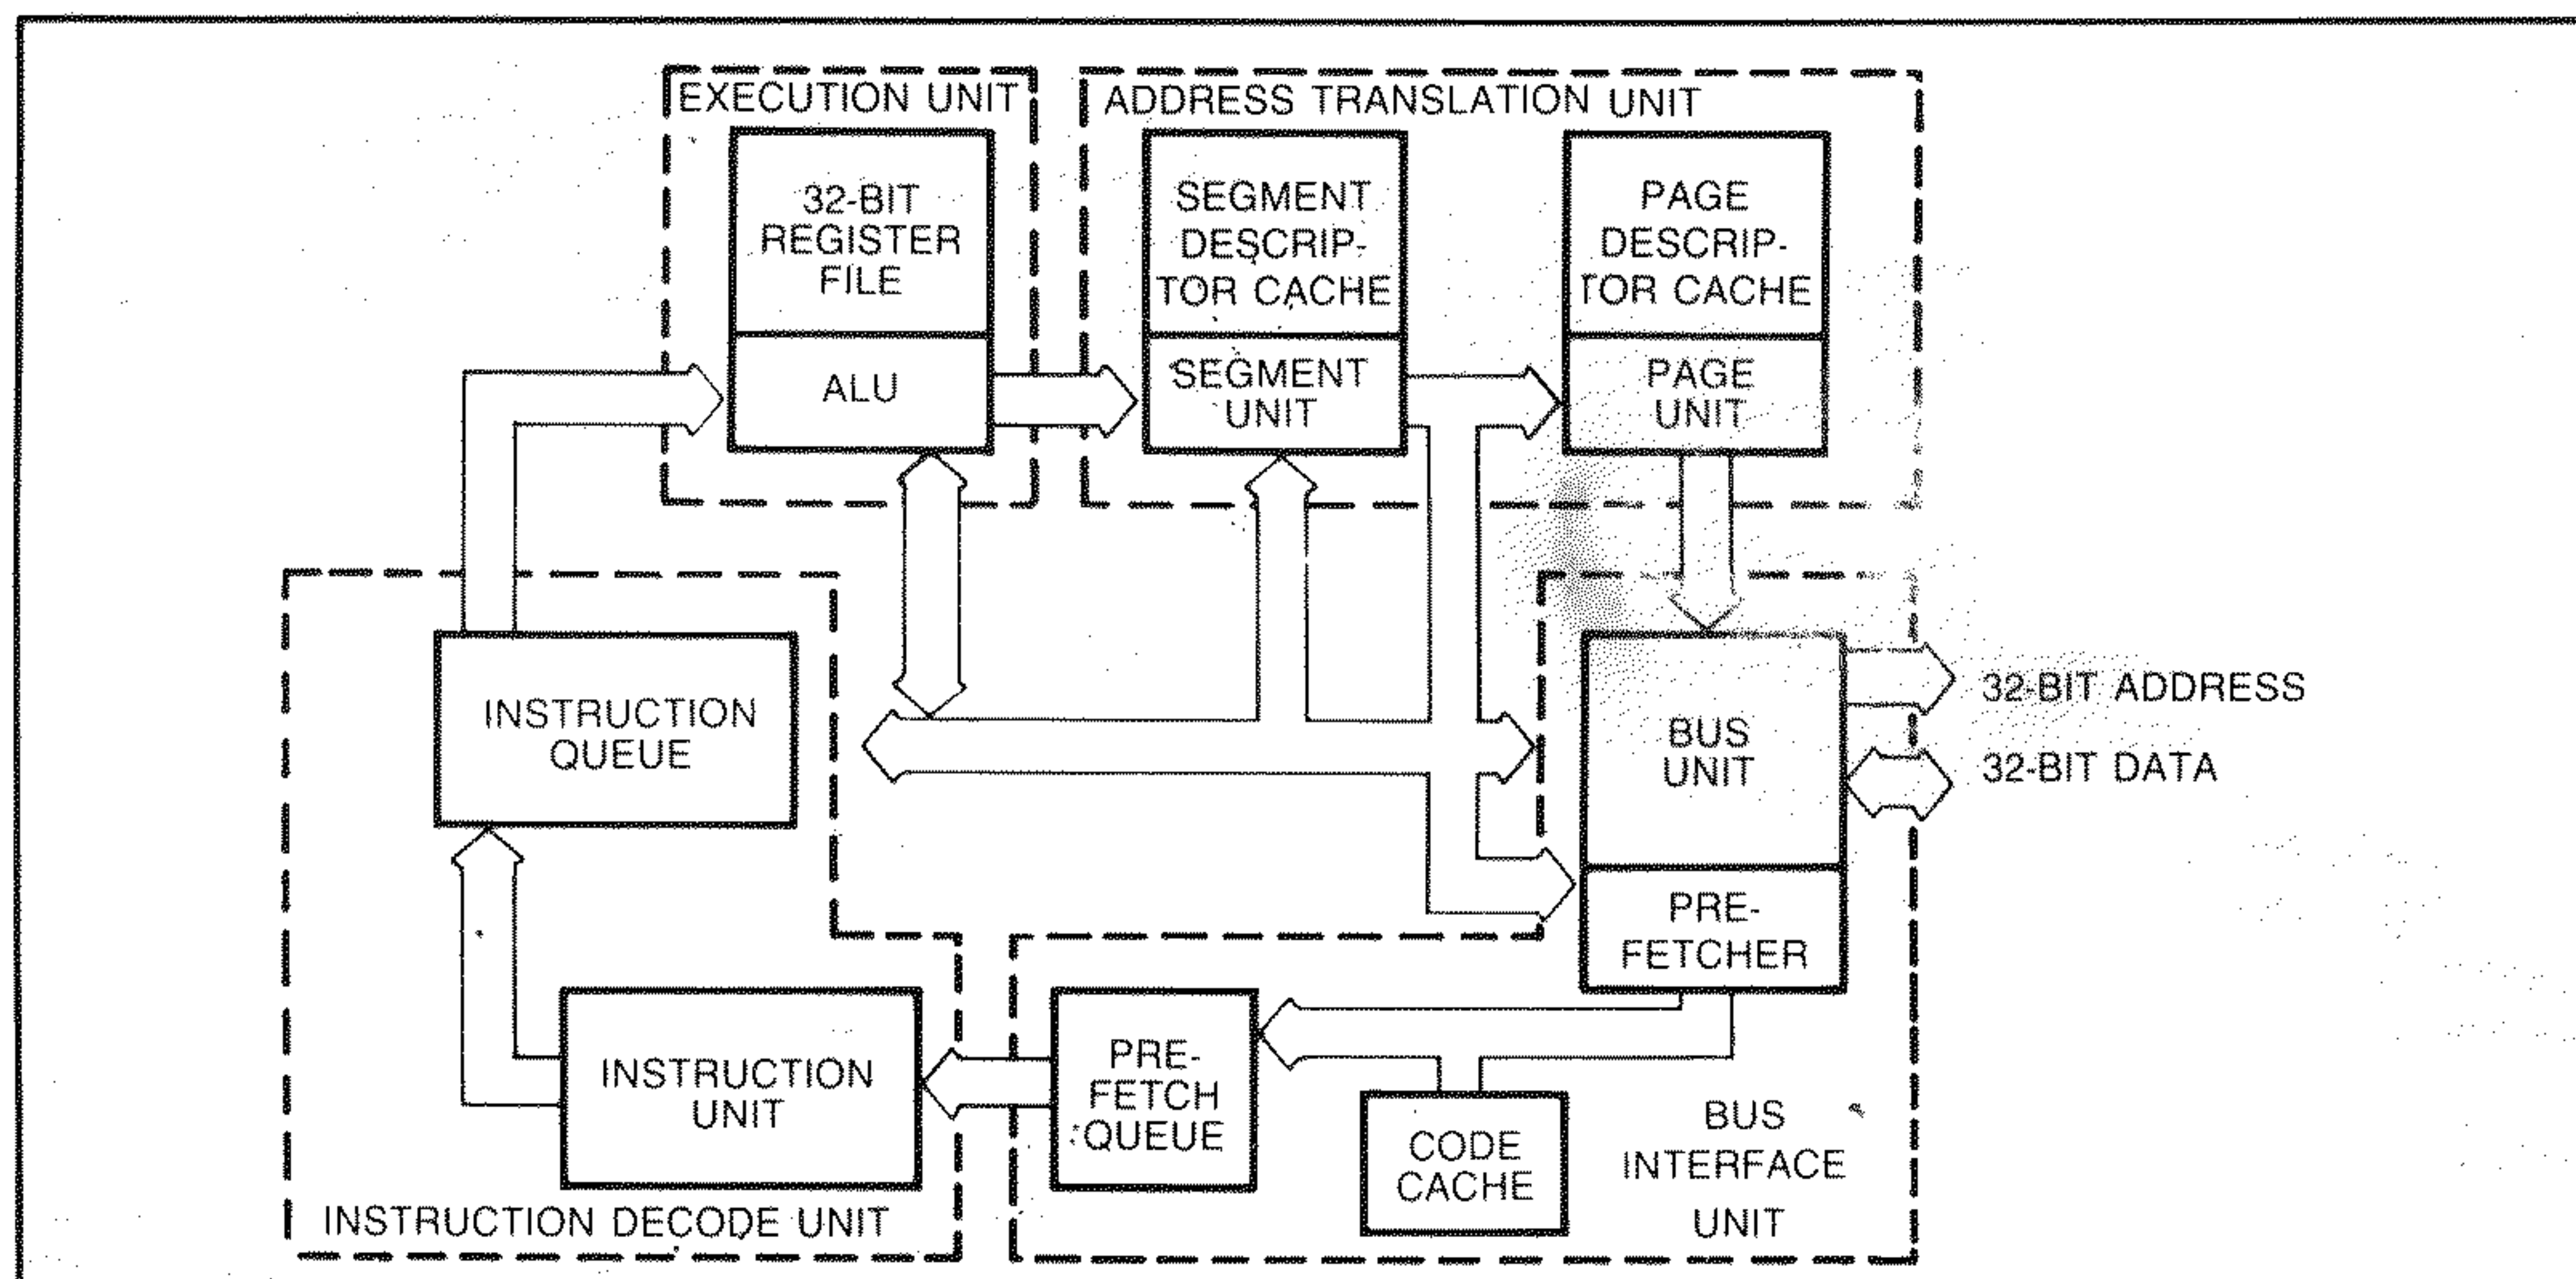 EXECUTION UNIT
32-BIT
REGISTER
FILE
ALU
ADDRESS TRANSLATION UNIT
SEGMENT
DESCRIP-
TOR CACHE
SEGMENT
UNIT
PAGE
DESCRIP-
TOR CACHE
PAGE
UNIT
INSTRUCTION
QUEUE
INSTRUCTION
UNIT
INSTRUCTION DECODE UNIT
BUS
UNIT
PRE-
FETCHER
32-BIT ADDRESS
32-BIT DATA
PRE-
FETCH
QUEUE
CODE
CACHE
BUS
INTERFACE
UNIT